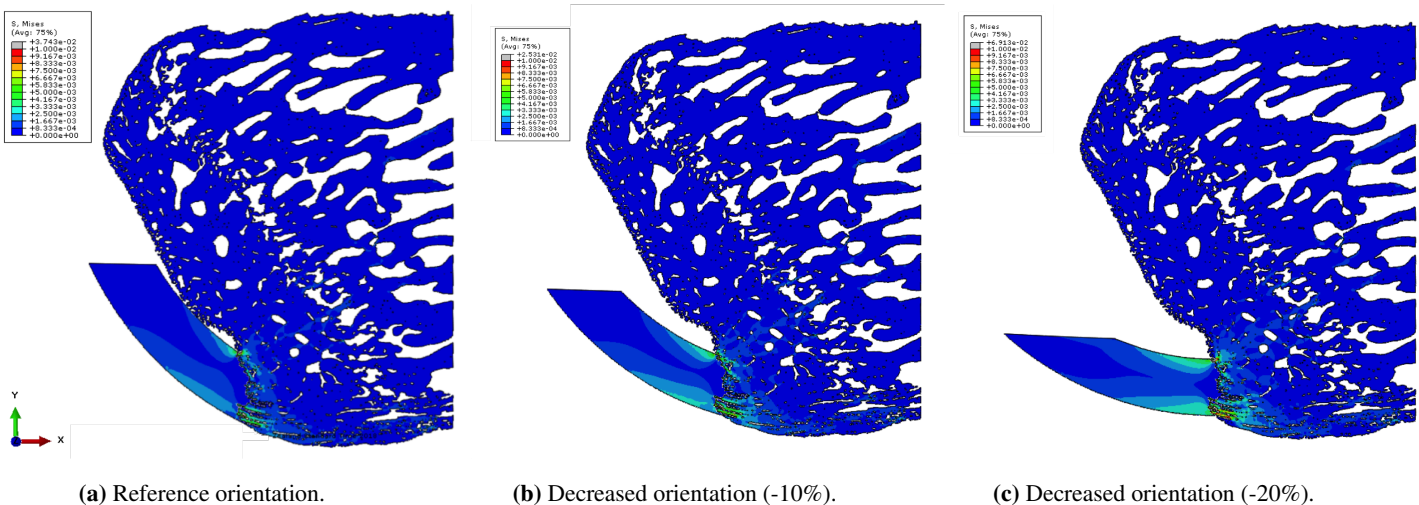 S, Mises
(Avg: 75%)
+3.743e-02
+1.000e-02
+9.167e-03
+8.333e-03
+7.500e-03
+6.667e-03
+5.833e-03
+5.000e-03
+4.167e-03
+3.333e-03
+2.500e-03
+1.667e-03
+8.333e-04
+0.000e+00
S, Mises
(Avg: 75%)
+2.531e-02
+1.000e-02
+9.167e-03
+8.333e-03
+7.500e-03
+6.667e-03
+5.833e-03
+5.000e-03
+4.167e-03
+3.333e-03
+2.500e-03
+1.667e-03
+8.333e-04
+0.000e+00
S, Mises
(Avg: 75%)
+6.913e-02
+1.000e-02
+9.167e-03
+8.333e-03
+7.500e-03
+6.667e-03
+5.833e-03
+5.000e-03
+4.167e-03
+3.333e-03
+2.500e-03
+1.667e-03
+8.333e-04
+0.000e+00
Y
X
(a) Reference orientation.
(b) Decreased orientation (-10%).
(c) Decreased orientation (-20%).